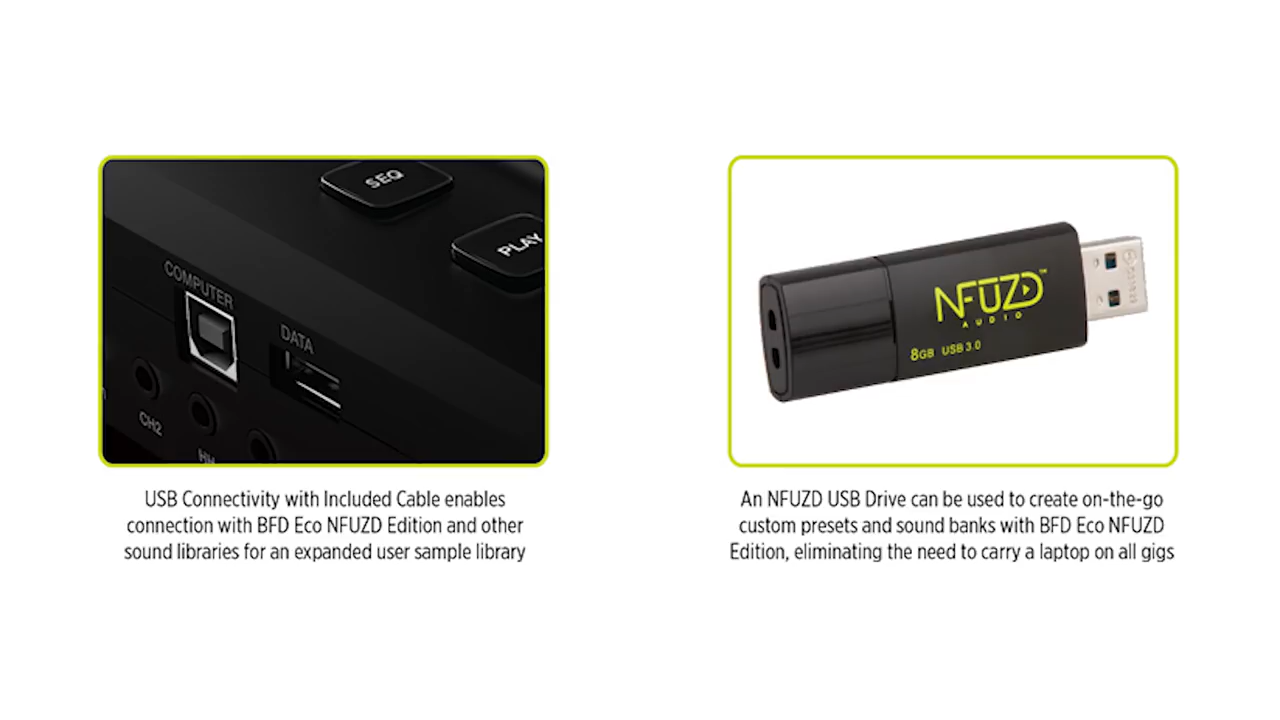 SEQ
PLAY
COMPUTER
DATA
CH2
HH
USB Connectivity with Included Cable enables
connection with BFD Eco NFUZD Edition and other
sound libraries for an expanded user sample library
NFUZD™
AUDIO
8GB USB 3.0
An NFUZD USB Drive can be used to create on-the-go
custom presets and sound banks with BFD Eco NFUZD
Edition, eliminating the need to carry a laptop on all gigs